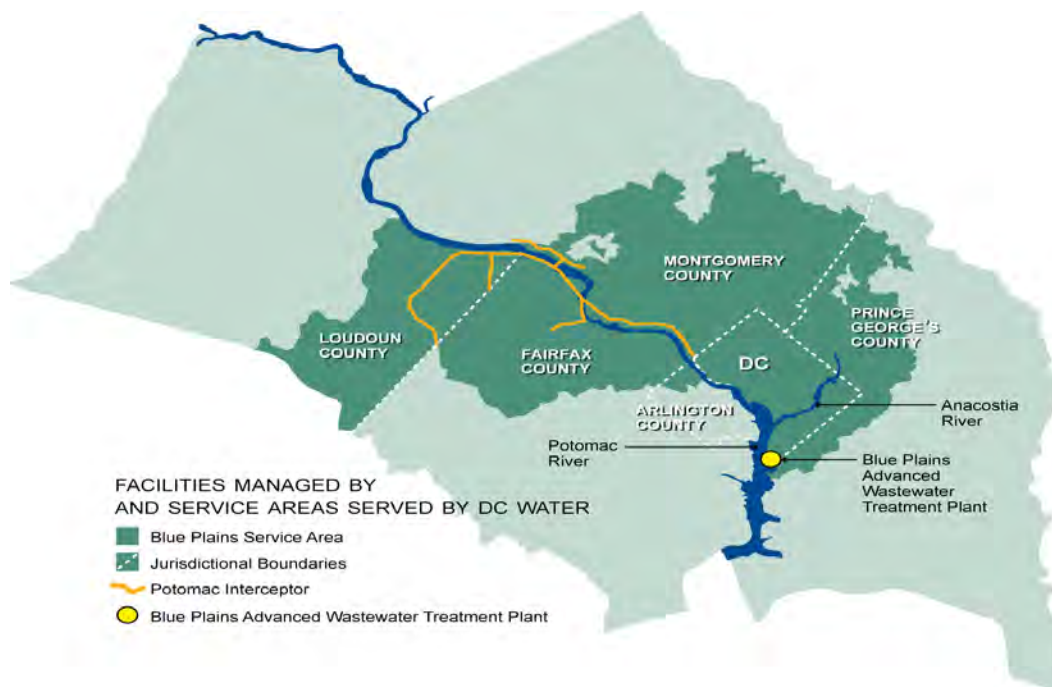 MONTGOMERY
COUNTY
PRINCE
GEORGE'S
COUNTY
LOUDOUN
COUNTY
FAIRFAX
COUNTY
DC
ARLINGTON
COUNTY
Anacostia
River
Potomac
River
Blue Plains
Advanced
Wastewater
Treatment Plant
FACILITIES MANAGED BY
AND SERVICE AREAS SERVED BY DC WATER
Blue Plains Service Area
Jurisdictional Boundaries
Potomac Interceptor
Blue Plains Advanced Wastewater Treatment Plant